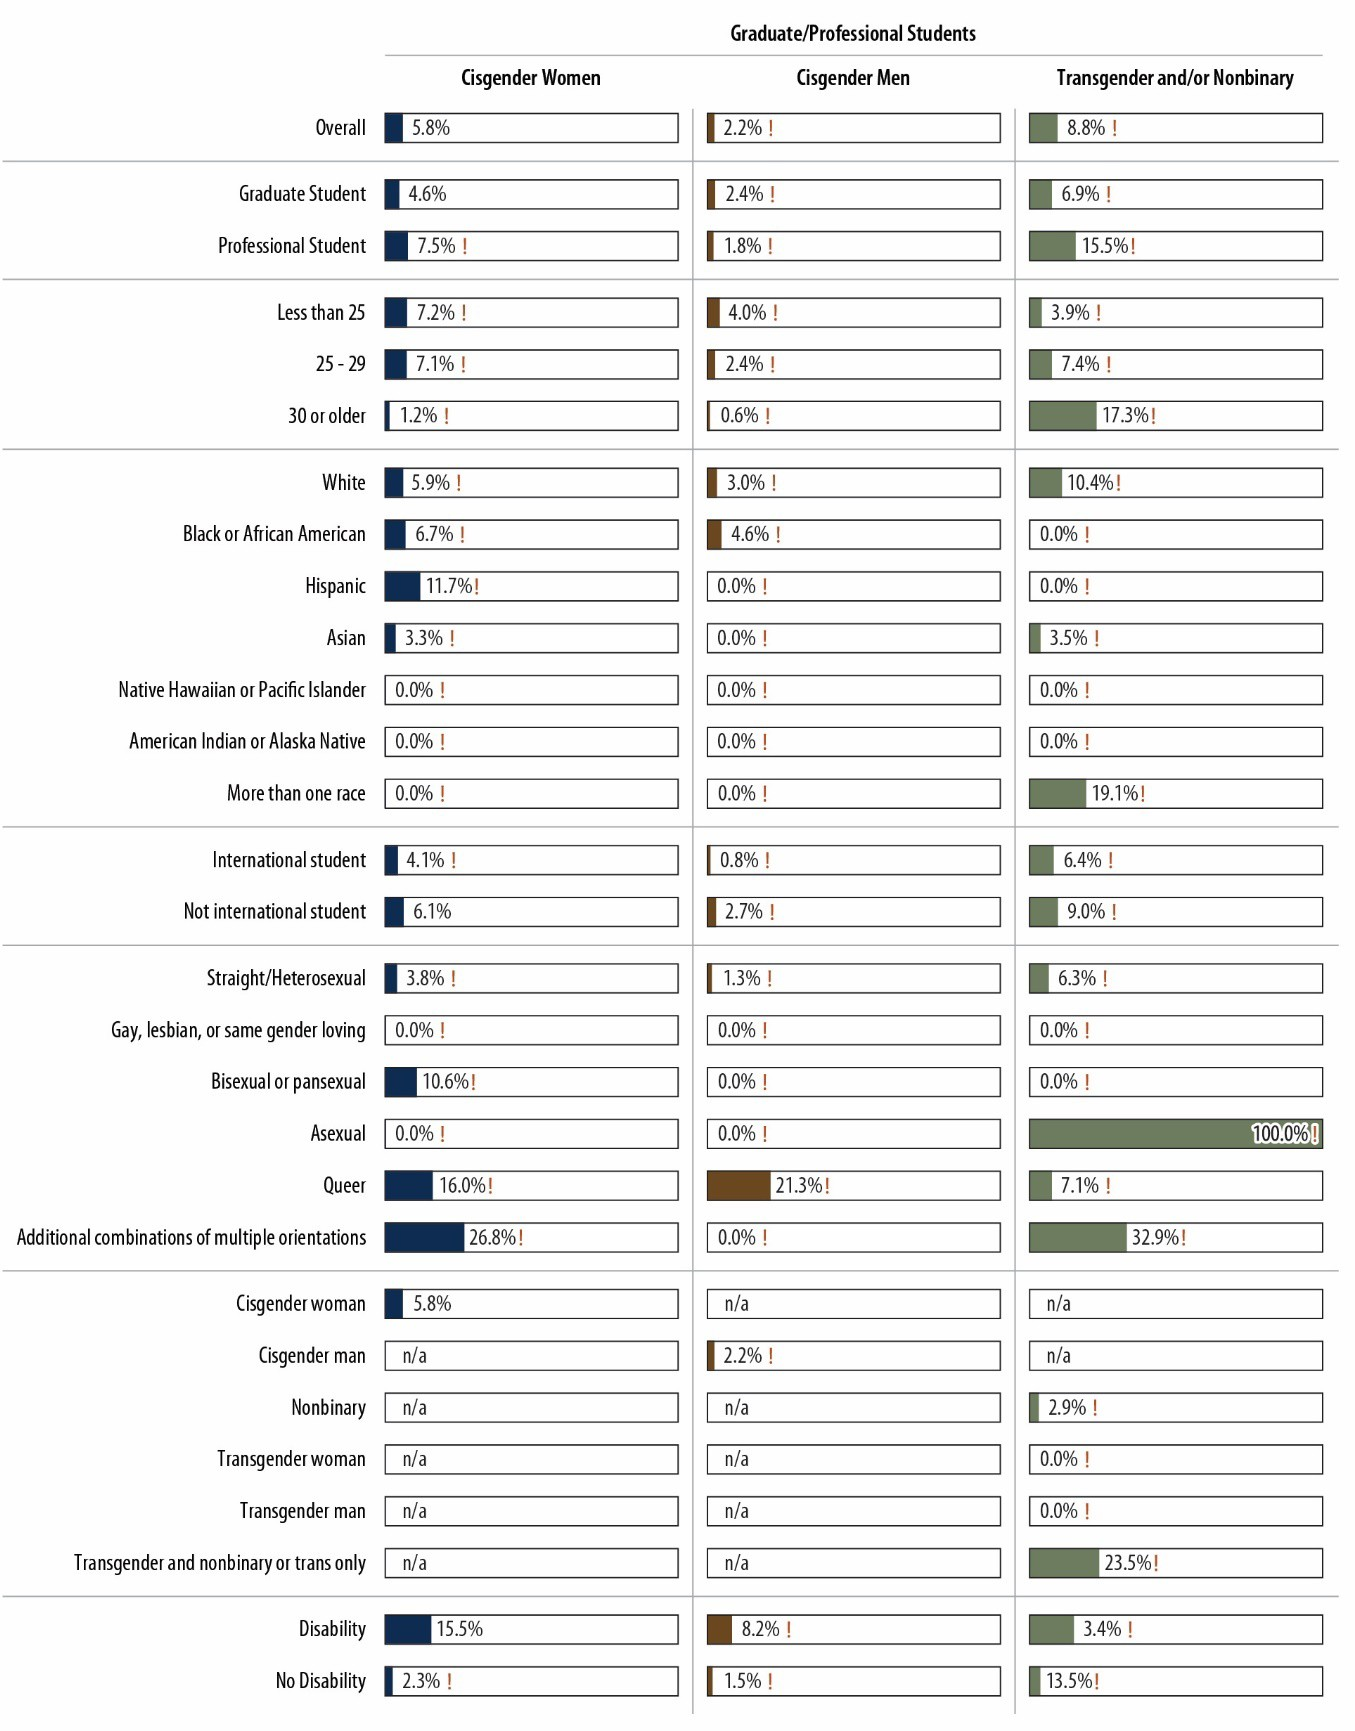 Graduate/Professional Students
Cisgender Women Cisgender Men Transgender and/or Nonbinary
Overall 5.8% 2.2% ! 8.8% !
Graduate Student 4.6% 2.4% ! 6.9% !
Professional Student 7.5% ! 1.8% ! 15.5%!
Less than 25 7.2% ! 4.0% ! 3.9% !
25 - 29 7.1% ! 2.4% ! 7.4% !
30 or older 1.2% ! 0.6% ! 17.3%!
White 5.9% ! 3.0% ! 10.4%!
Black or African American 6.7% ! 4.6% ! 0.0% !
Hispanic 11.7%! 0.0% ! 0.0% !
Asian 3.3% ! 0.0% ! 3.5% !
Native Hawaiian or Pacific Islander 0.0% ! 0.0% ! 0.0% !
American Indian or Alaska Native 0.0% ! 0.0% ! 0.0% !
More than one race 0.0% ! 0.0% ! 19.1%!
International student 4.1% ! 0.8% ! 6.4% !
Not international student 6.1% 2.7% ! 9.0% !
Straight/Heterosexual 3.8% ! 1.3% ! 6.3% !
Gay, lesbian, or same gender loving 0.0% ! 0.0% ! 0.0% !
Bisexual or pansexual 10.6%! 0.0% ! 0.0% !
Asexual 0.0% ! 0.0% ! 100.0%!
Queer 16.0%! 21.3%! 7.1% !
Additional combinations of multiple orientations 26.8%! 0.0% ! 32.9%!
Cisgender woman 5.8% n/a n/a
Cisgender man n/a 2.2% ! n/a
Nonbinary n/a n/a 2.9% !
Transgender woman n/a n/a 0.0% !
Transgender man n/a n/a 0.0% !
Transgender and nonbinary or trans only n/a n/a 23.5%!
Disability 15.5% 8.2% ! 3.4% !
No Disability 2.3% ! 1.5% ! 13.5%!